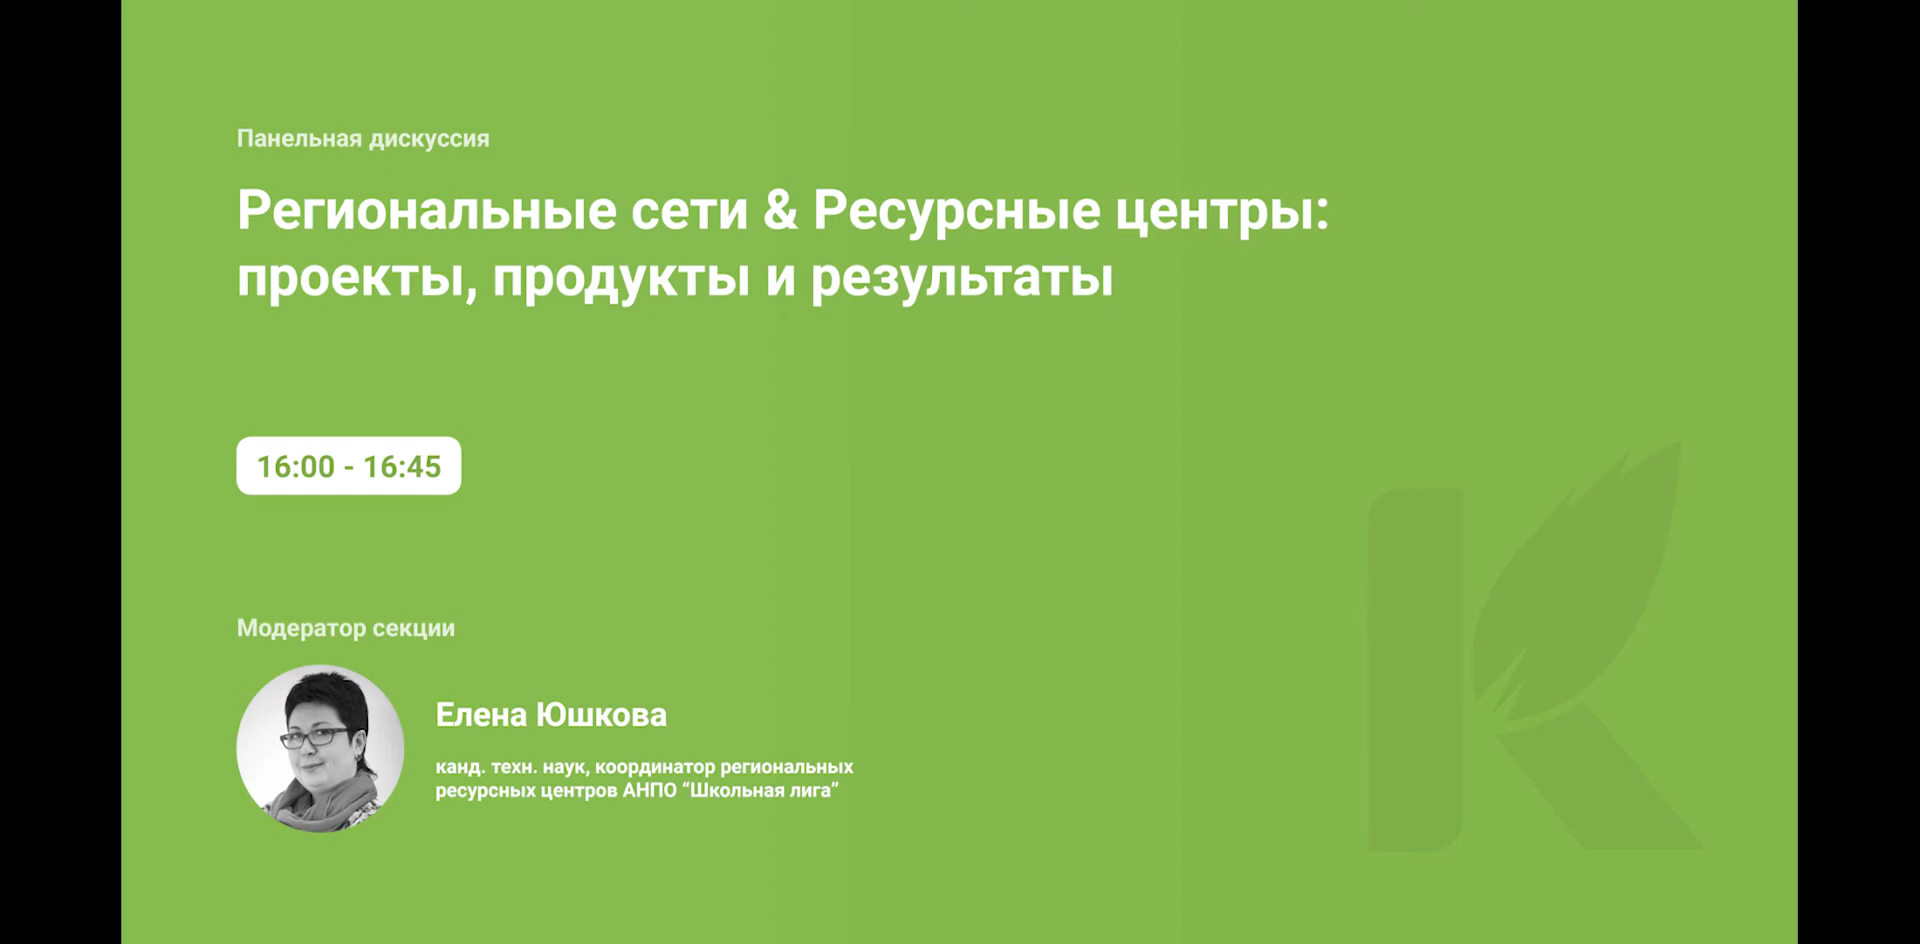 Панельная дискуссия
Региональные сети & Ресурсные центры:
проекты, продукты и результаты
16:00 - 16:45
Модератор секции
Елена Юшкова
канд. техн. наук, координатор региональных
ресурсных центров АНПО “Школьная лига”